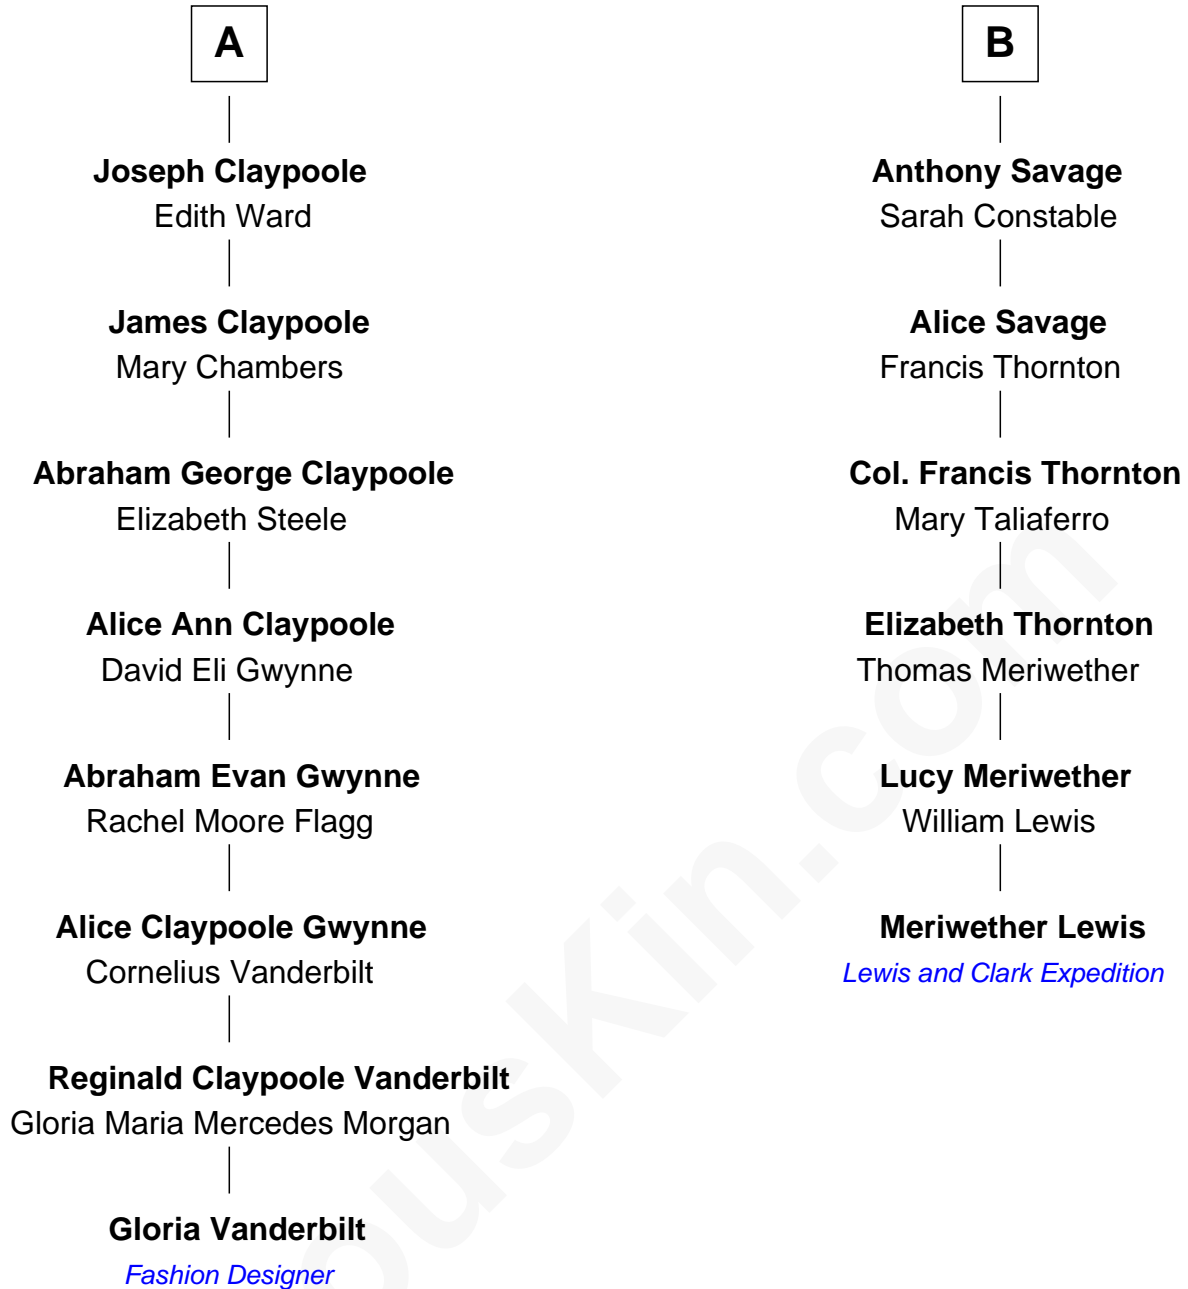 A
Joseph Claypoole
Edith Ward
James Claypoole
Mary Chambers
Abraham George Claypoole
Elizabeth Steele
Alice Ann Claypoole
David Eli Gwynne
Abraham Evan Gwynne
Rachel Moore Flagg
Alice Claypoole Gwynne
Cornelius Vanderbilt
Reginald Claypoole Vanderbilt
Gloria Maria Mercedes Morgan
Gloria Vanderbilt
Fashion Designer
B
Anthony Savage
Sarah Constable
Alice Savage
Francis Thornton
Col. Francis Thornton
Mary Taliaferro
Elizabeth Thornton
Thomas Meriwether
Lucy Meriwether
William Lewis
Meriwether Lewis
Lewis and Clark Expedition
ousKin.com